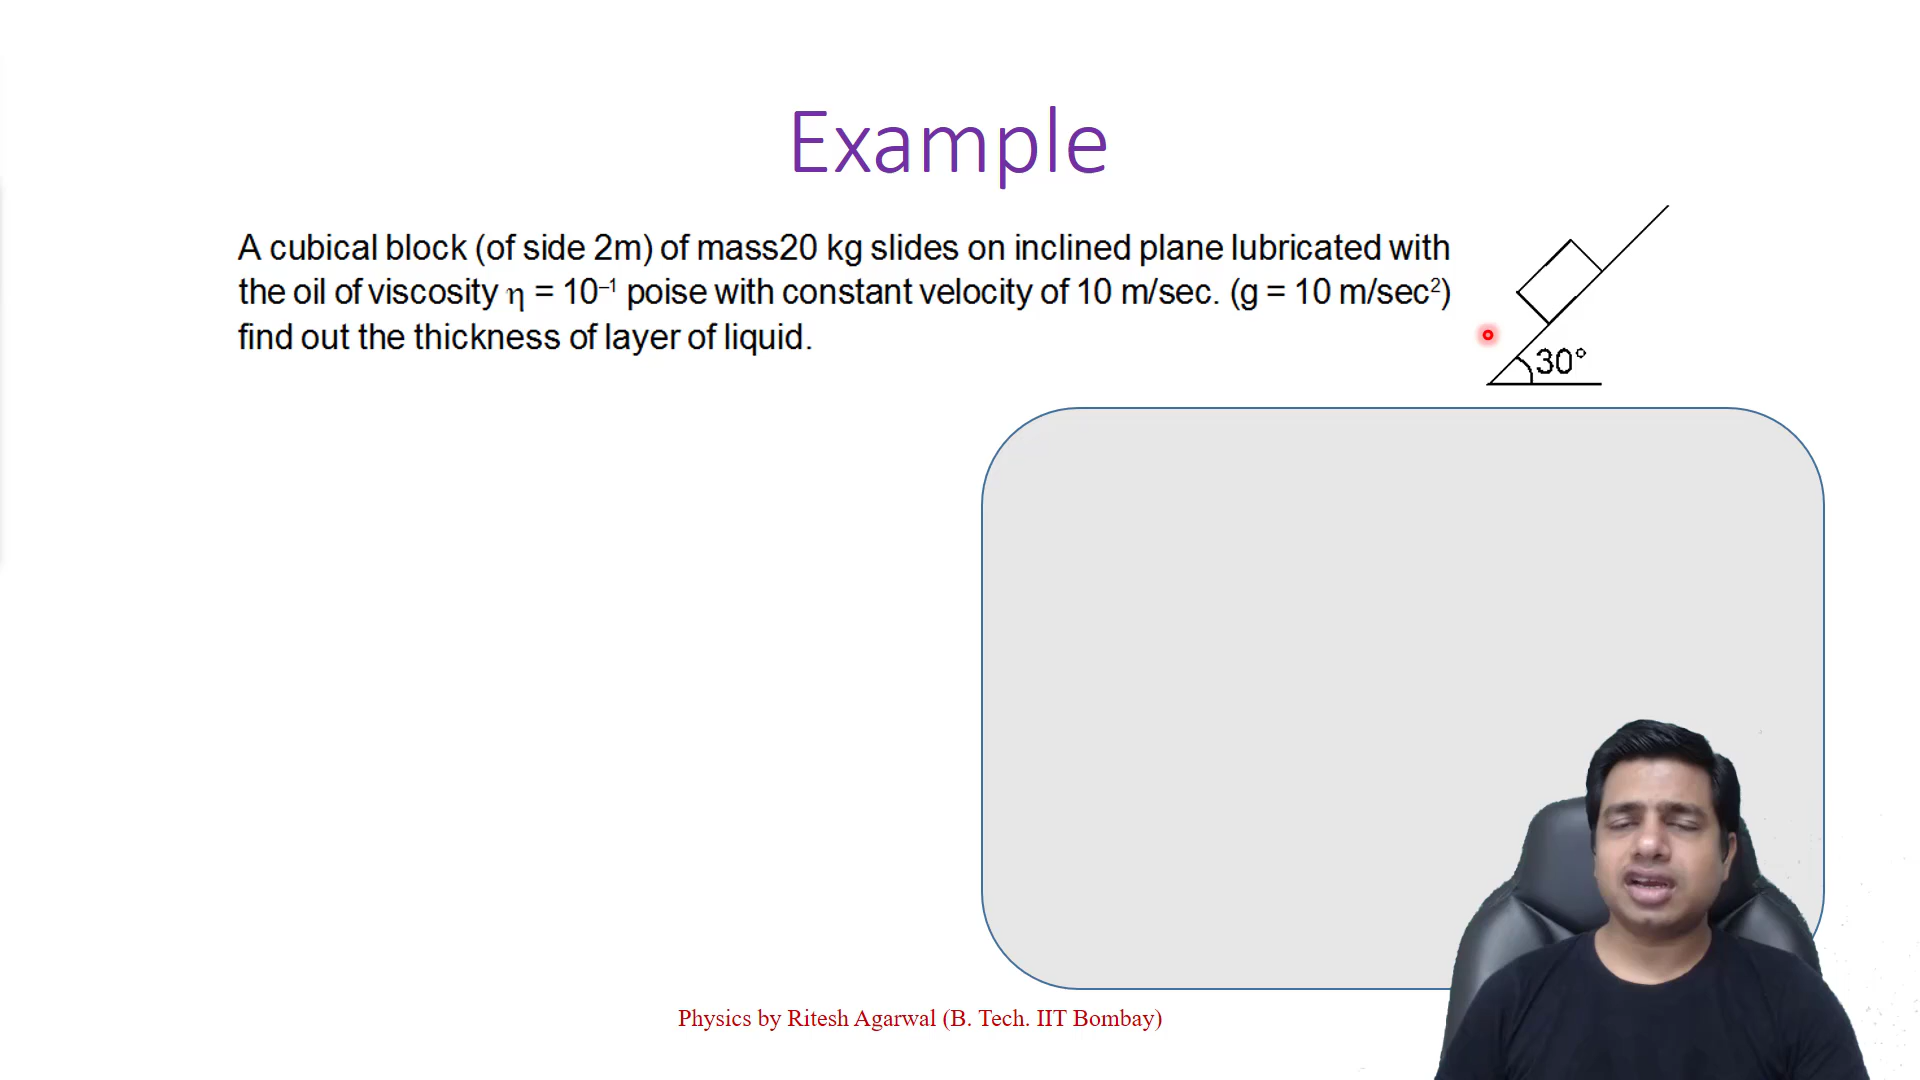 Example
A cubical block (of side 2m) of mass20 kg slides on inclined plane lubricated with
the oil of viscosity η = 10⁻¹ poise with constant velocity of 10 m/sec. (g = 10 m/sec²)
find out the thickness of layer of liquid.
30°
Physics by Ritesh Agarwal (B. Tech. IIT Bombay)